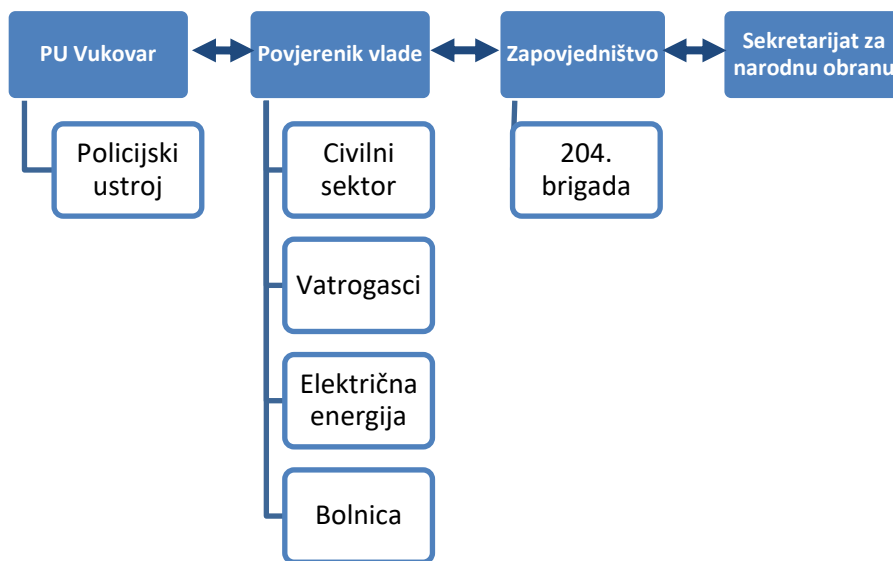 PU Vukovar
Povjerenik vlade
Zapovjedništvo
Sekretarijat za
narodnu obranu
Policijski
ustroj
Civilni
sektor
204.
brigada
Vatrogasci
Električna
energija
Bolnica